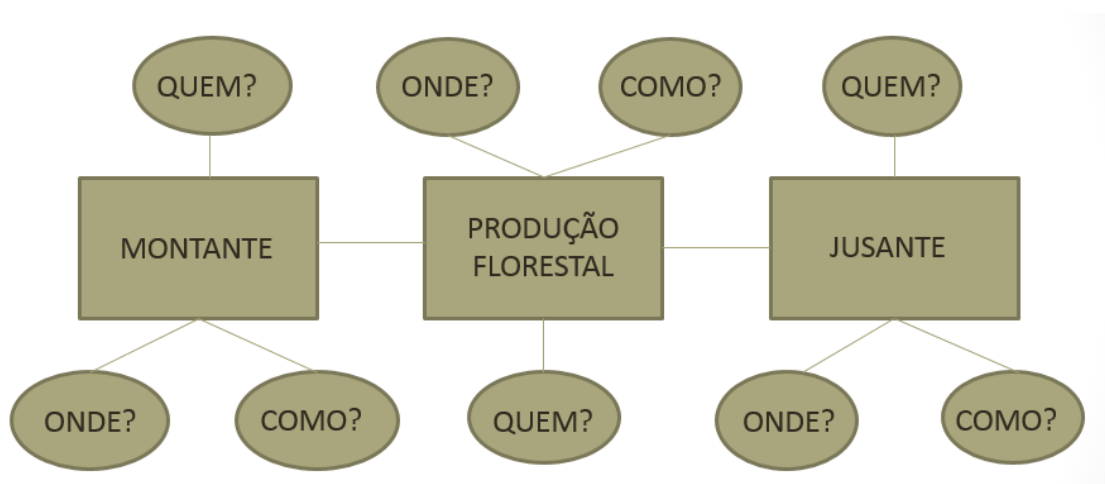 QUEM?
ONDE?
COMO?
QUEM?
MONTANTE
PRODUÇÃO
FLORESTAL
JUSANTE
ONDE?
COMO?
QUEM?
ONDE?
COMO?